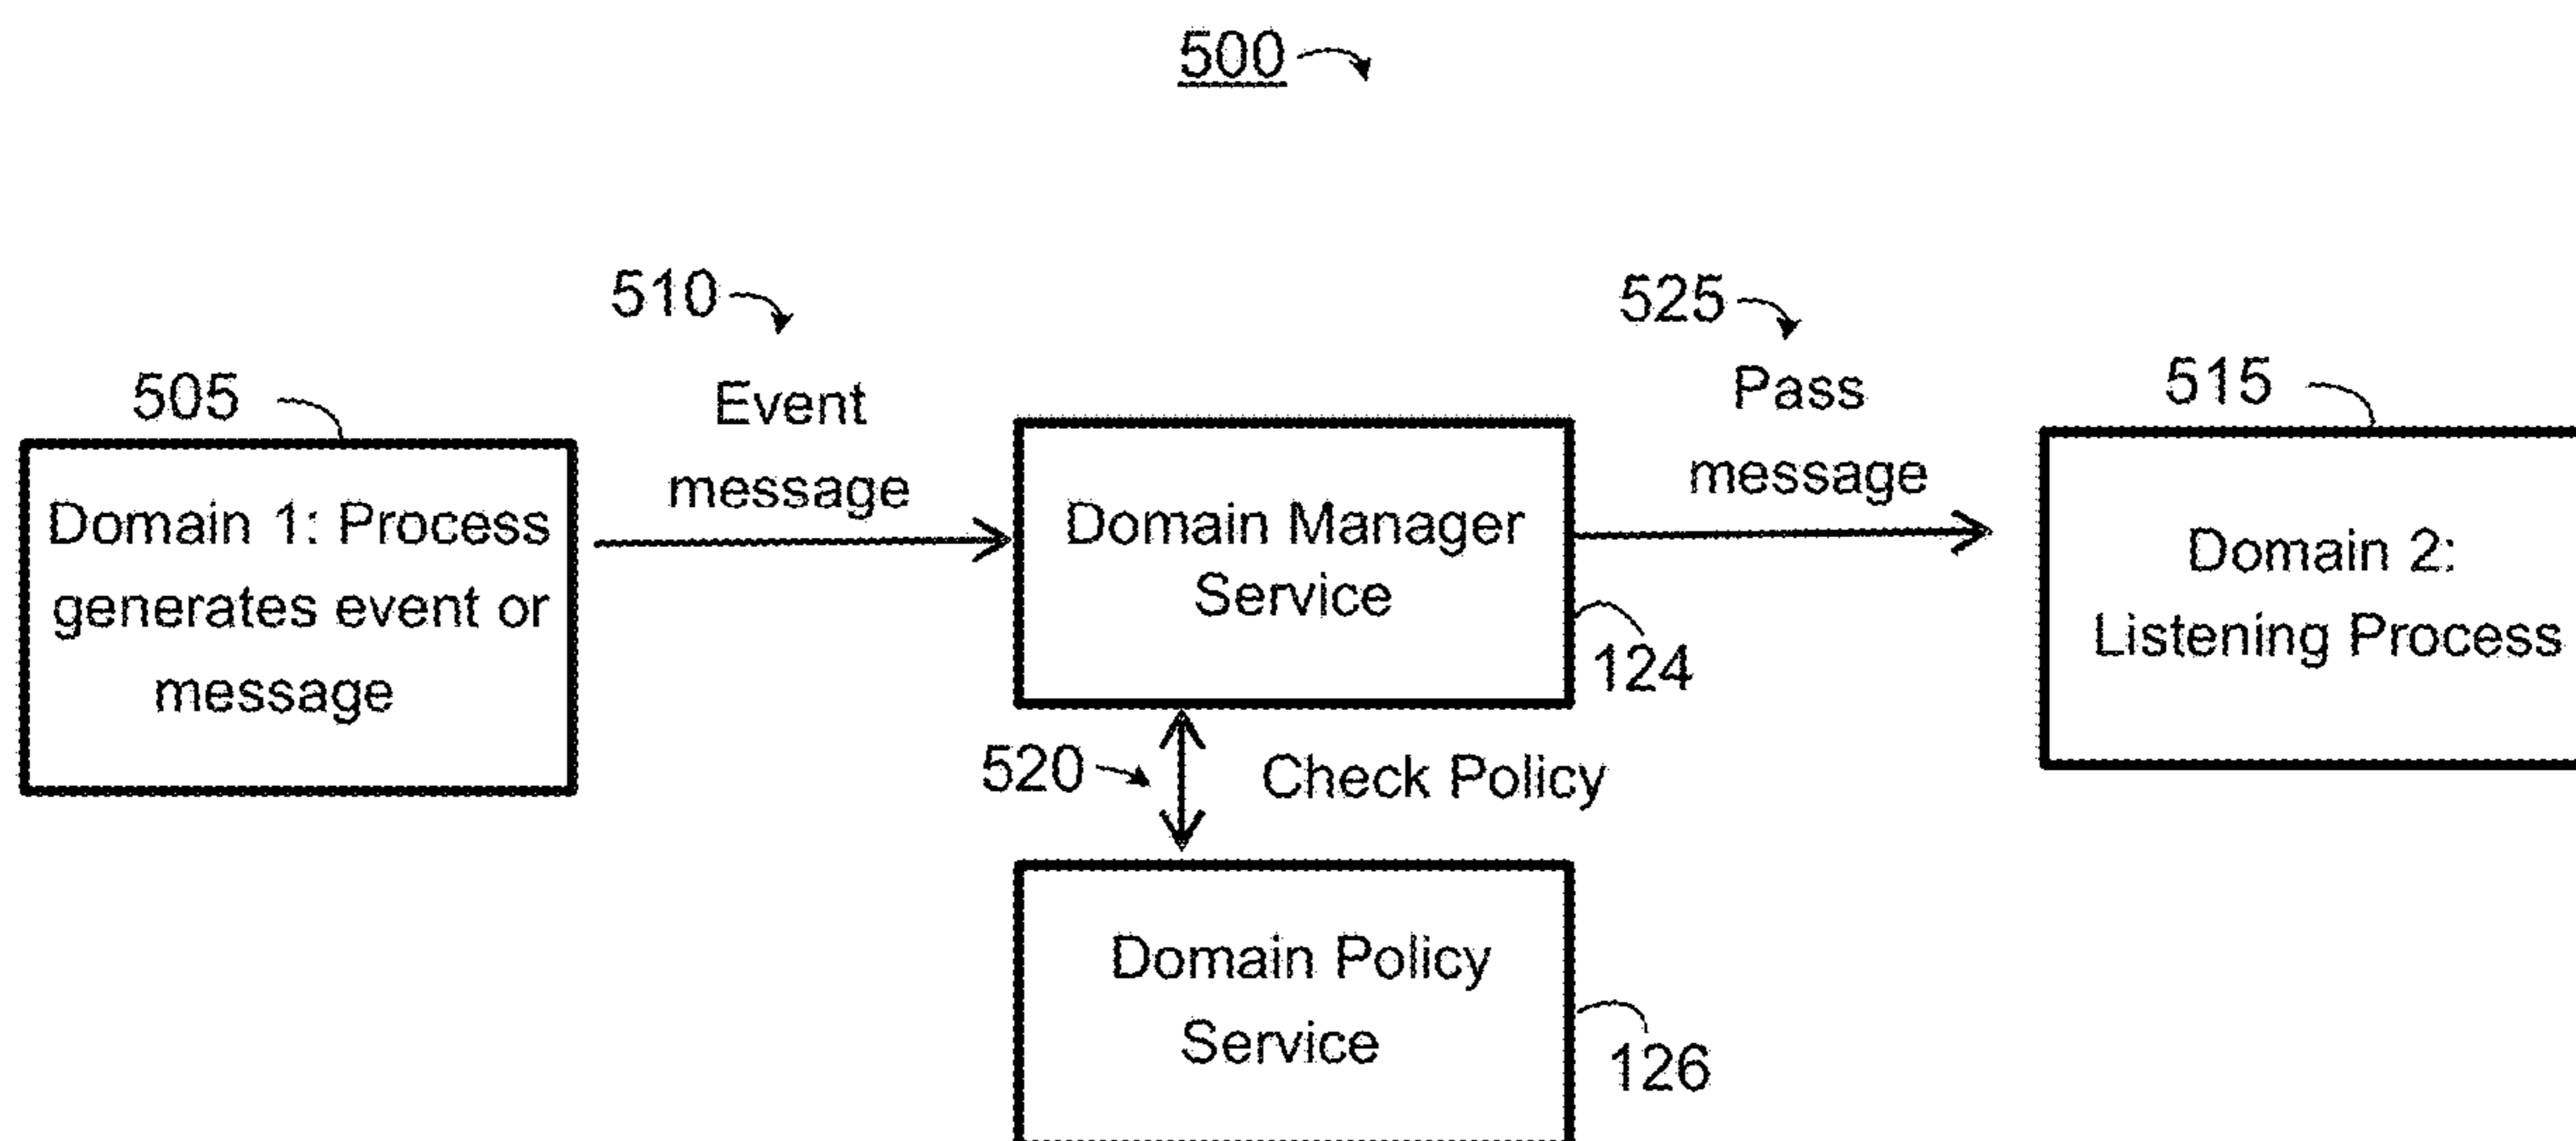 500
510
525
505
515
Event
message
Pass
message
Domain 1: Process
generates event or
message
Domain Manager
Service
124
Domain 2:
Listening Process
520
Check Policy
Domain Policy
Service
126